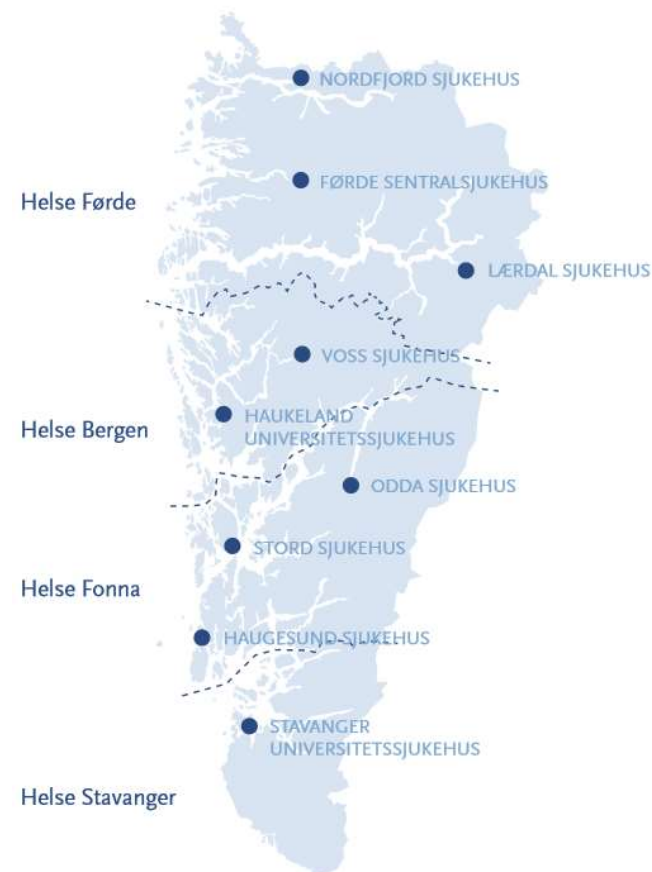 NORDFJORD SJUKEHUS
FØRDE SENTRALSJUKEHUS
Helse Førde
LÆRDAL SJUKEHUS
VOSS SJUKEHUS
HAUKELAND
UNIVERSITETSSJUKEHUS
Helse Bergen
ODDA SJUKEHUS
STORD SJUKEHUS
Helse Fonna
HAUGESUND SJUKEHUS
STAVANGER
UNIVERSITETSSJUKEHUS
Helse Stavanger